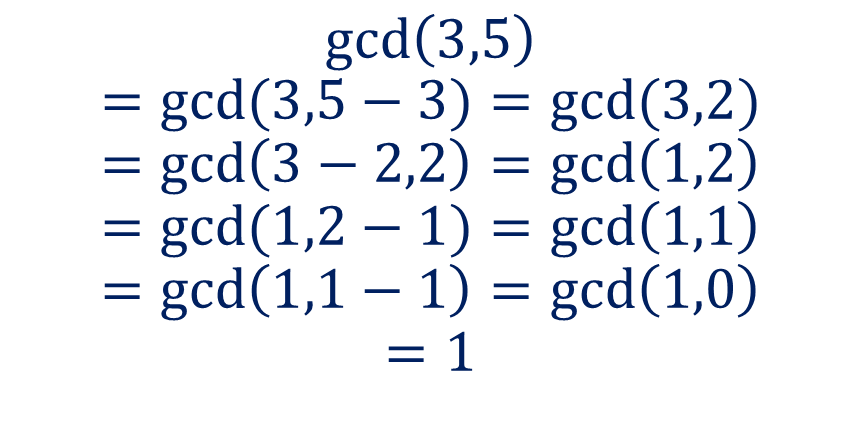 gcd(3,5)
= gcd(3,5 − 3) = gcd(3,2)
= gcd(3 − 2,2) = gcd(1,2)
= gcd(1,2 − 1) = gcd(1,1)
= gcd(1,1 − 1) = gcd(1,0)
= 1